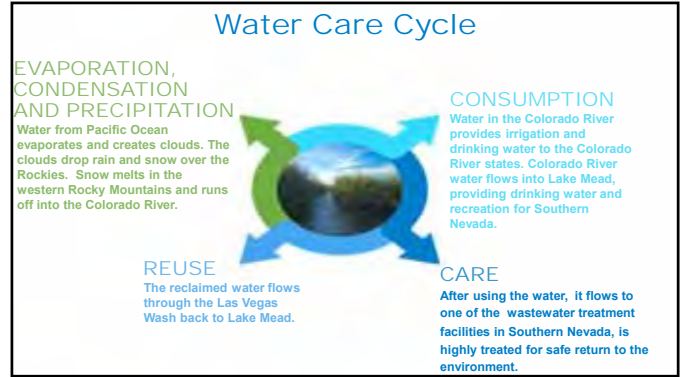 Water Care Cycle
EVAPORATION,
CONDENSATION
AND PRECIPITATION
Water from Pacific Ocean
evaporates and creates clouds. The
clouds drop rain and snow over the
Rockies. Snow melts in the
western Rocky Mountains and runs
off into the Colorado River.
CONSUMPTION
Water in the Colorado River
provides irrigation and
drinking water to the Colorado
River states. Colorado River
water flows into Lake Mead,
providing drinking water and
recreation for Southern
Nevada.
REUSE
The reclaimed water flows
through the Las Vegas
Wash back to Lake Mead.
CARE
After using the water, it flows to
one of the wastewater treatment
facilities in Southern Nevada, is
highly treated for safe return to the
environment.